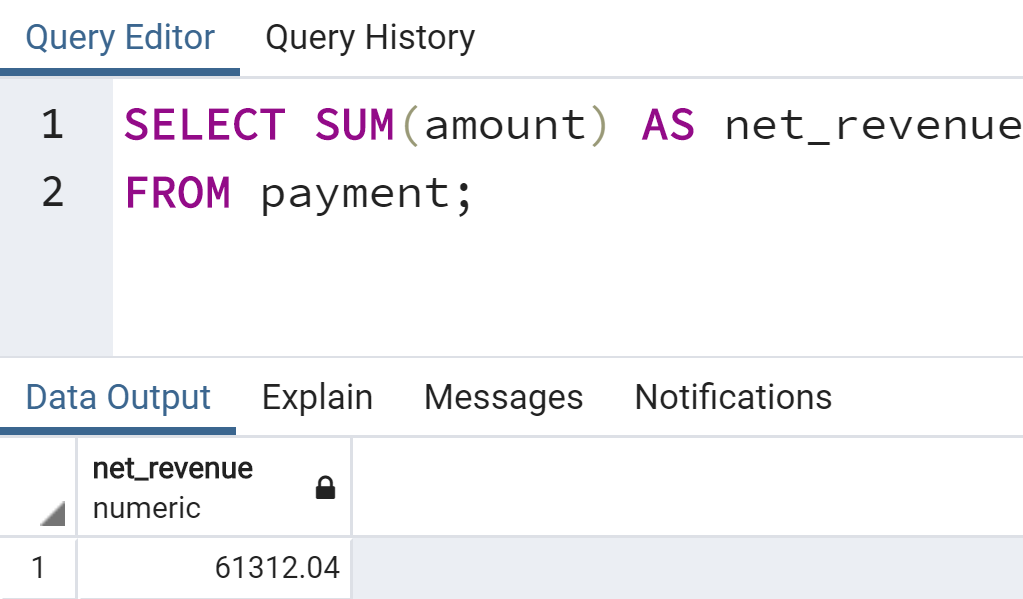 Query Editor Query History
1 SELECT SUM(amount) AS net_revenue
2 FROM payment;
Data Output Explain Messages Notifications
net_revenue
numeric
1 61312.04